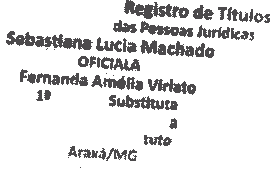 Registro de Títulos
das Pessoas Jurídicas
Sebastiana Lucia Machado
OFICIALA
Fernanda Amélia Viriato
1ª Substituta
a
tuto
Araxá/MG